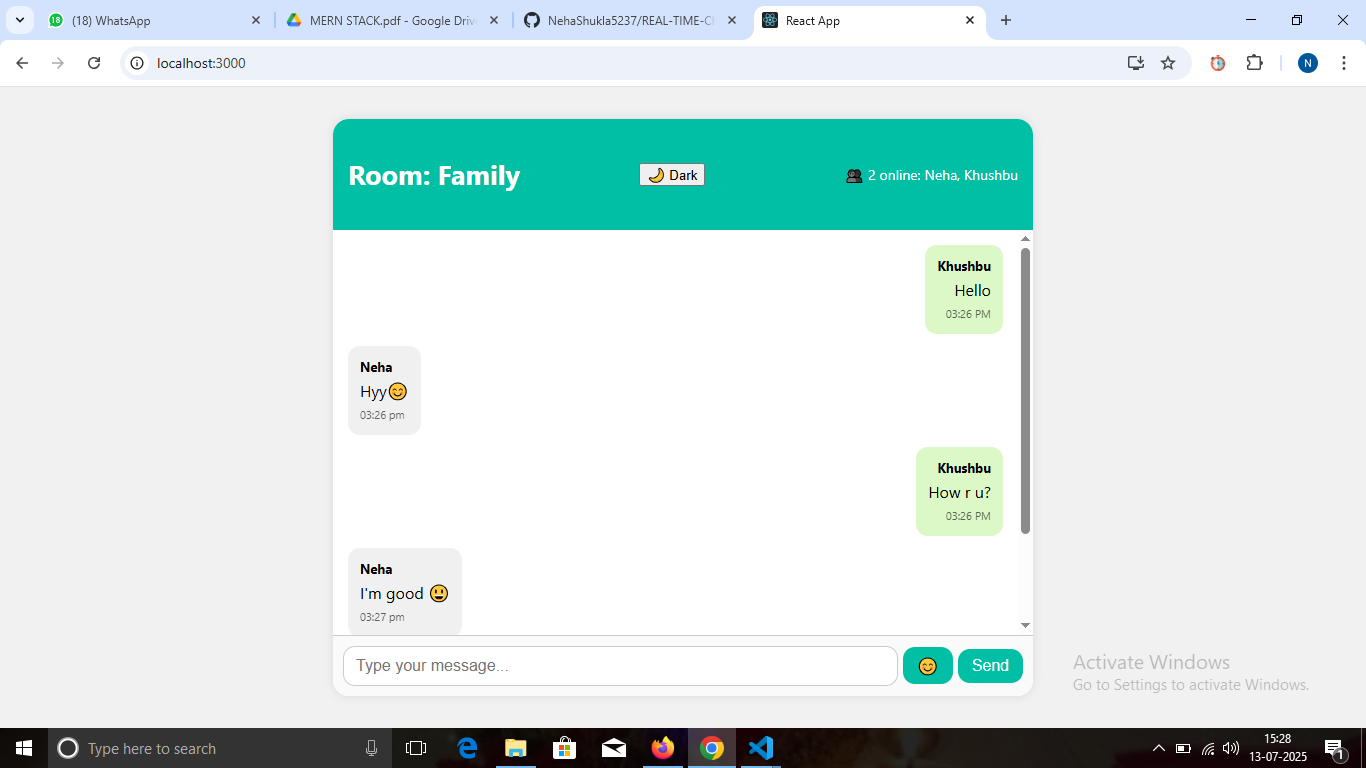 (18) WhatsApp
MERN STACK.pdf - Google Drive
NehaShukla5237/REAL-TIME-C
React App
localhost:3000
N
Room: Family
🌙 Dark
👥 2 online: Neha, Khushbu
Khushbu
Hello
03:26 PM
Neha
Hyy😊
03:26 pm
Khushbu
How r u?
03:26 PM
Neha
I'm good 😃
03:27 pm
Type your message...
😊
Send
Activate Windows
Go to Settings to activate Windows.
Type here to search
15:28
13-07-2025
1